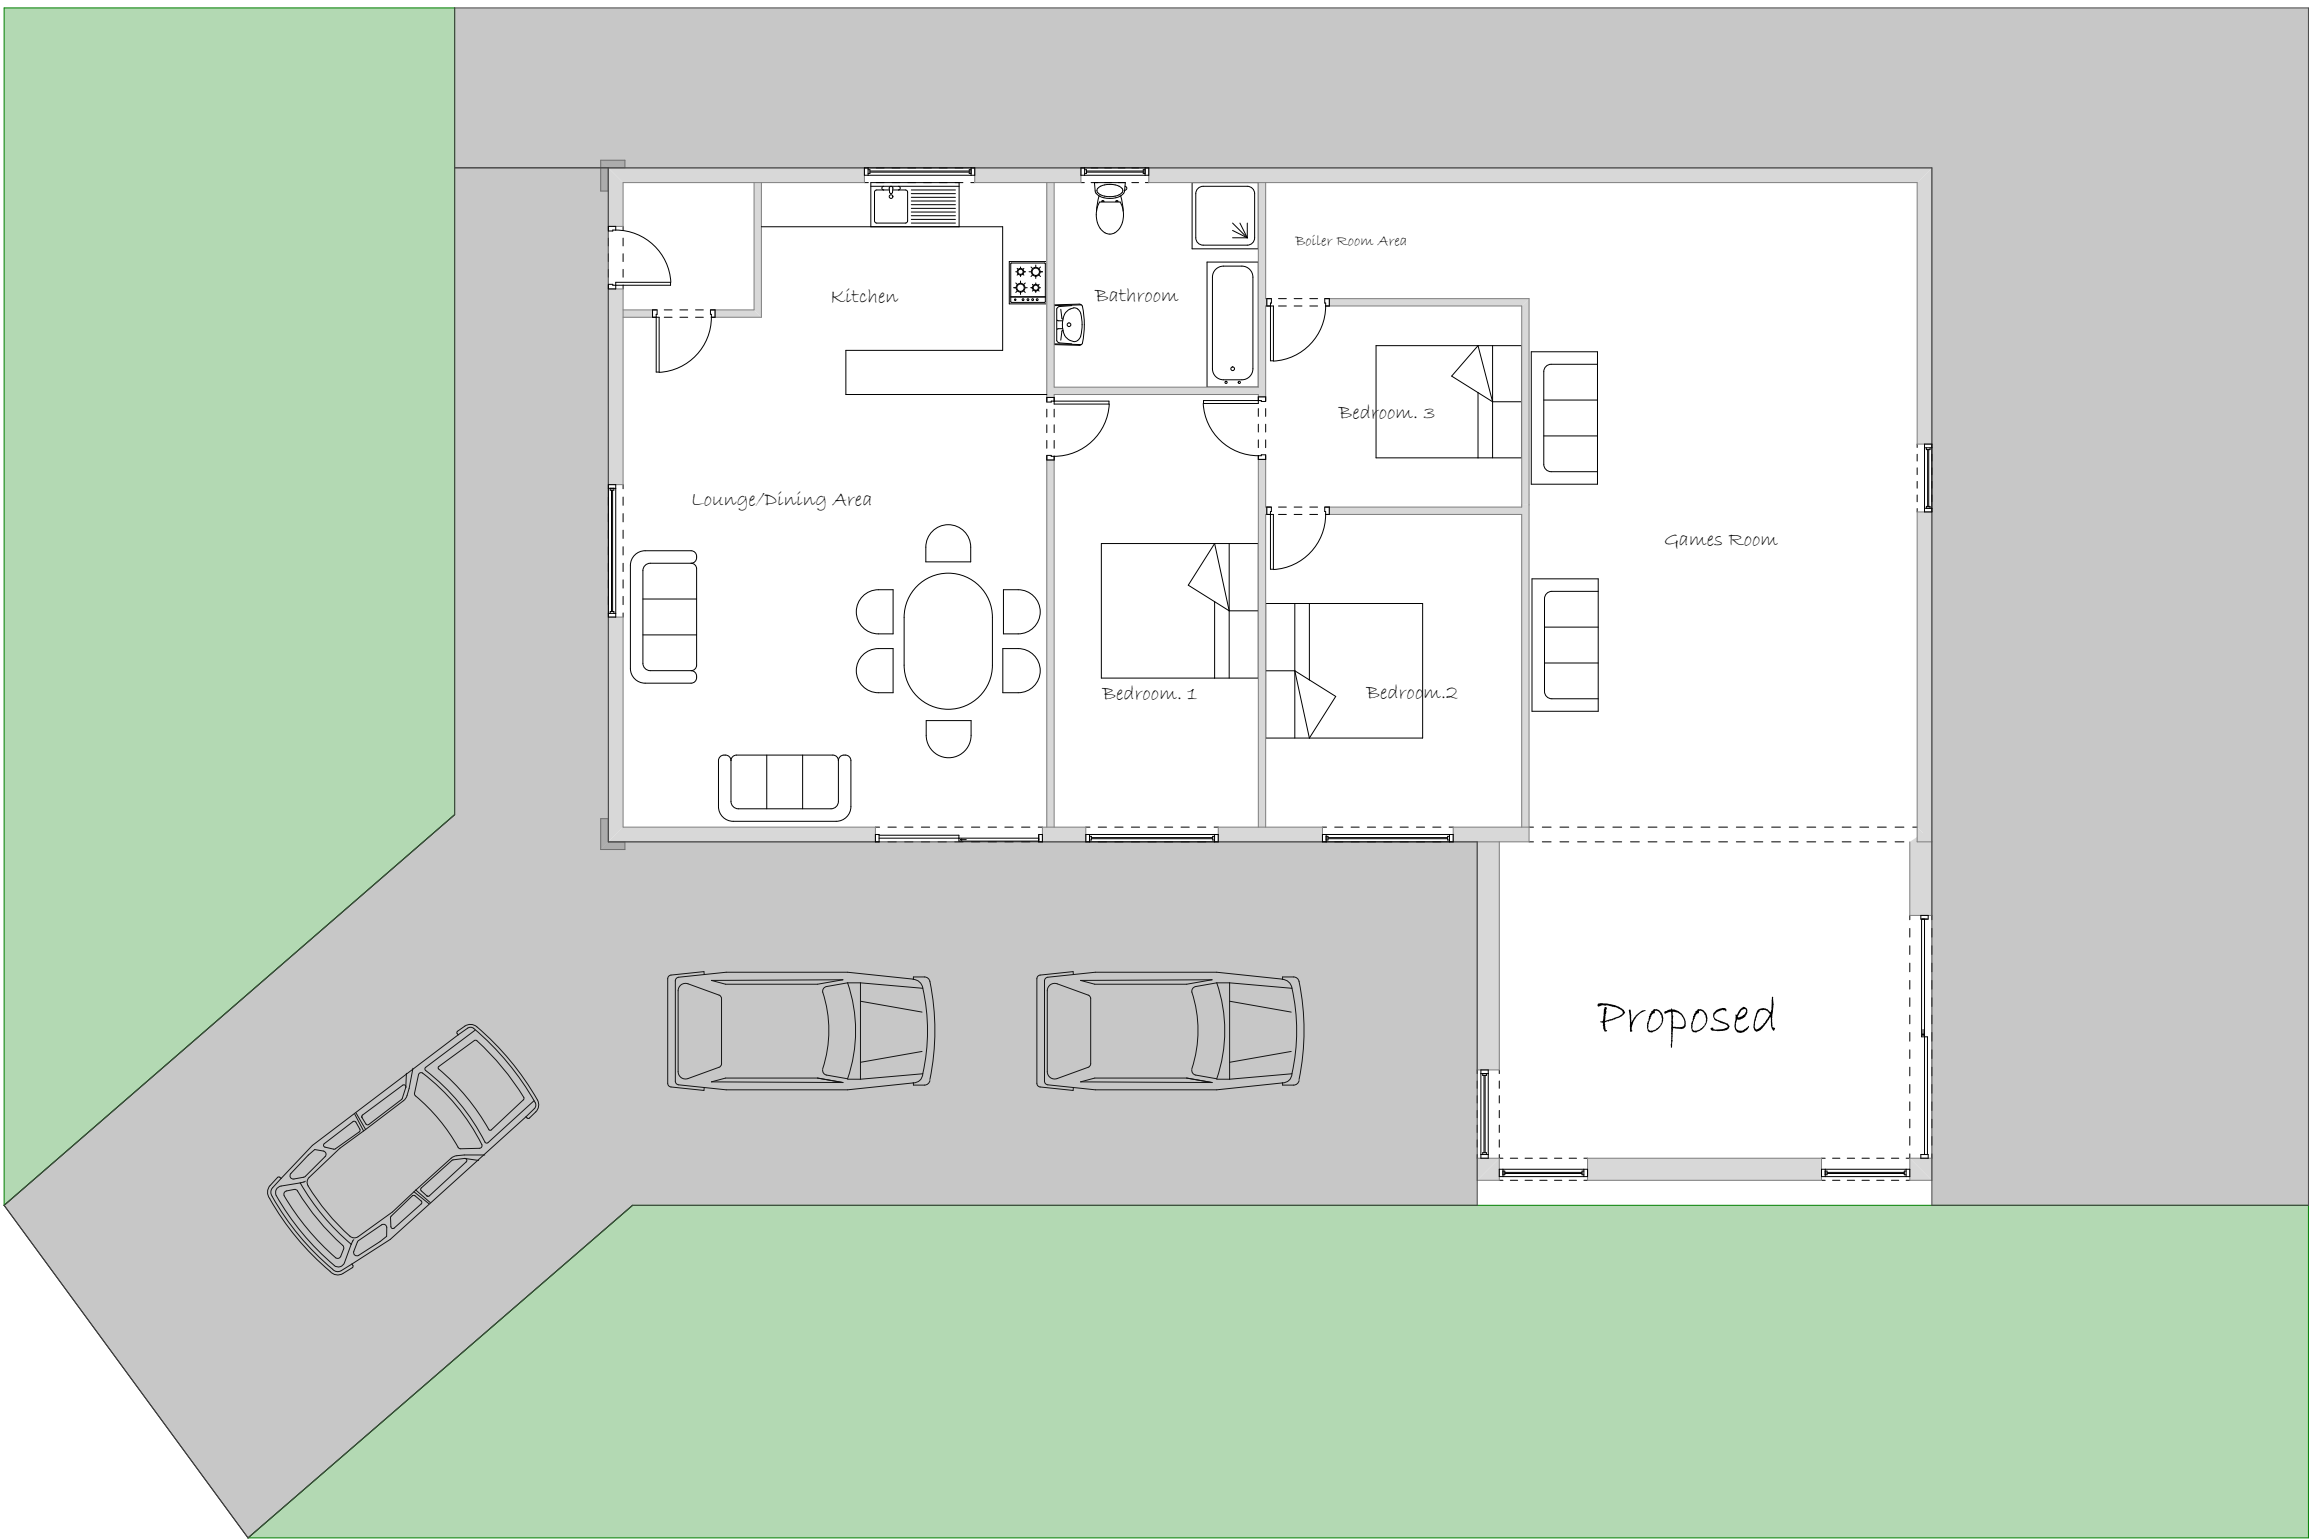 Boiler Room Area
Kitchen
Bathroom
Bedroom. 3
Lounge/Dining Area
Games Room
Bedroom. 1
Bedroom.2
Proposed